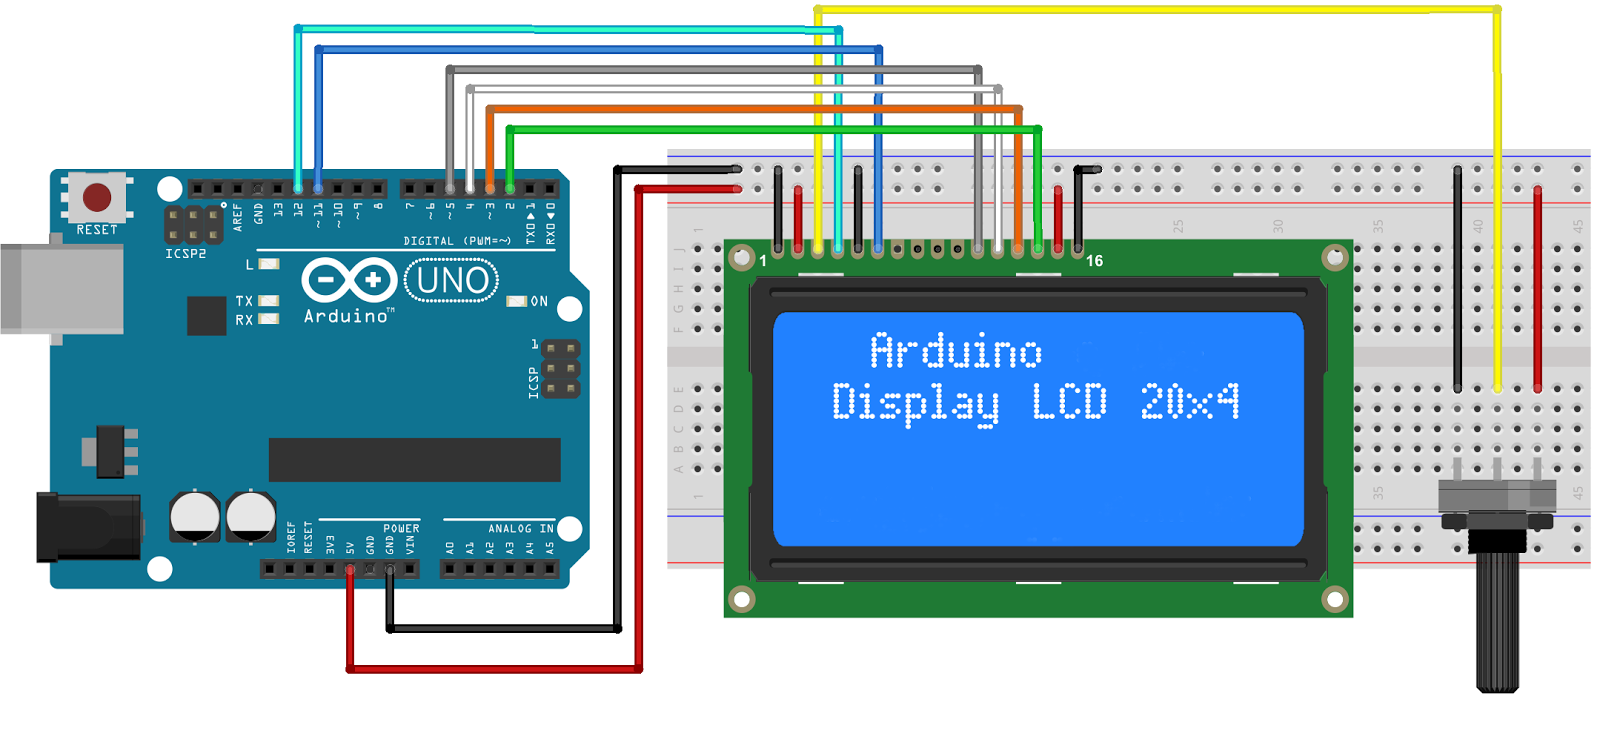 RESET
ICSP2
AREF
GND
13
12
~11
~10
~9
8
7
~6
~5
4
~3
2
TX0 1
RX0 0
DIGITAL (PWM=~)
L
TX
RX
Arduino™
UNO
ON
1
ICSP
IOREF
RESET
3V3
5V
GND
GND
VIN
POWER
ANALOG IN
A0
A1
A2
A3
A4
A5
1
25
30
35
40
45
J
I
H
G
F
E
D
C
B
A
1
35
45
1
16
Arduino
Display LCD 20x4